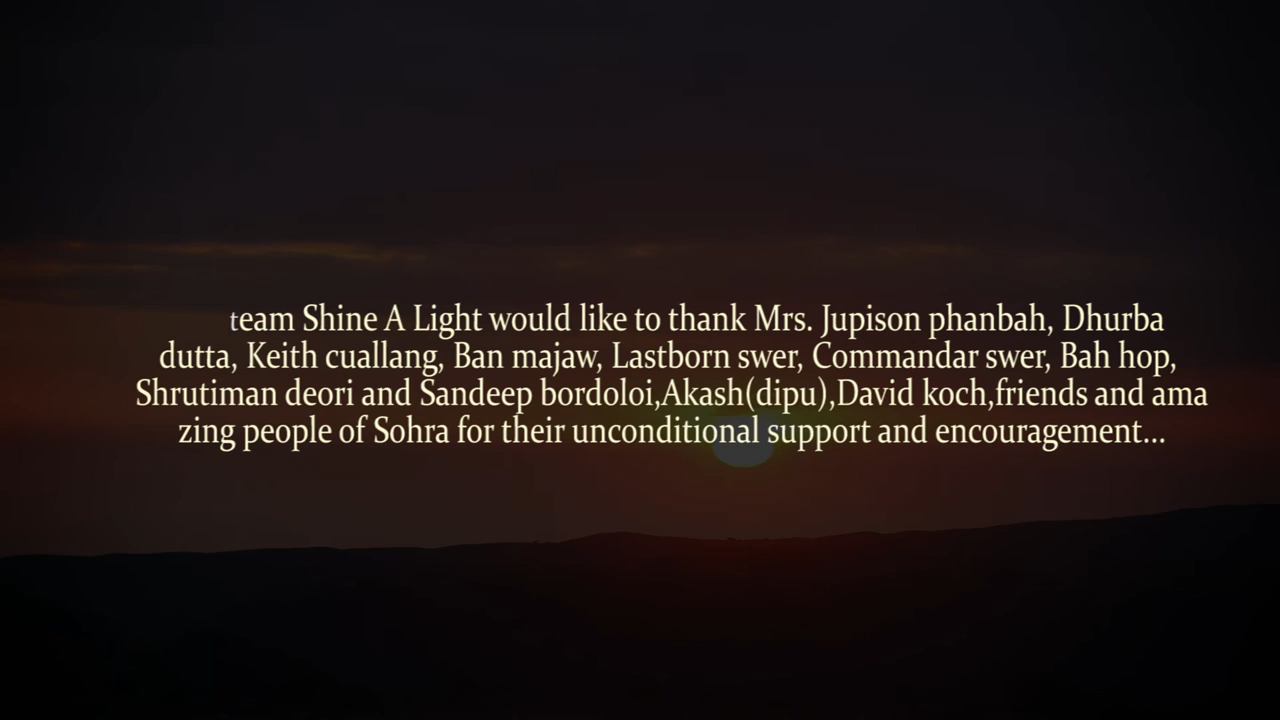 team Shine A Light would like to thank Mrs. Jupison phanbah, Dhurba
dutta, Keith cuallang, Ban majaw, Lastborn swer, Commandar swer, Bah hop,
Shrutiman deori and Sandeep bordoloi,Akash(dipu),David koch,friends and ama
zing people of Sohra for their unconditional support and encouragement...